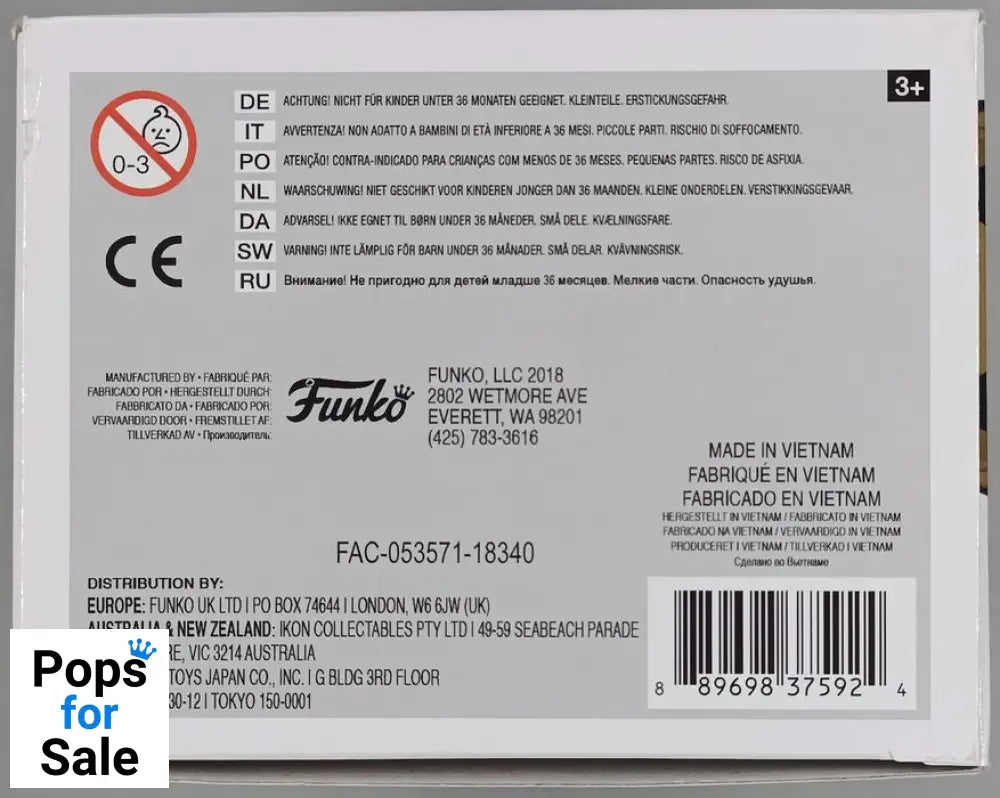 3+
0-3
DE ACHTUNG! NICHT FÜR KINDER UNTER 36 MONATEN GEEIGNET. KLEINTEILE. ERSTICKUNGSGEFAHR.
IT AVVERTENZA! NON ADATTO A BAMBINI DI ETÀ INFERIORE A 36 MESI. PICCOLE PARTI. RISCHIO DI SOFFOCAMENTO.
PO ATENÇÃO! CONTRA-INDICADO PARA CRIANÇAS COM MENOS DE 36 MESES. PEQUENAS PARTES. RISCO DE ASFIXIA.
NL WAARSCHUWING! NIET GESCHIKT VOOR KINDEREN JONGER DAN 36 MAANDEN. KLEINE ONDERDELEN. VERSTIKKINGSGEVAAR.
DA ADVARSEL! IKKE EGNET TIL BØRN UNDER 36 MÅNEDER. SMÅ DELE. KVÆLNINGSFARE.
SW VARNING! INTE LÄMPLIG FÖR BARN UNDER 36 MÅNADER. SMÅ DELAR. KVÄVNINGSRISK.
RU Внимание! Не пригодно для детей младше 36 месяцев. Мелкие части. Опасность удушья.
CE
MANUFACTURED BY • FABRIQUÉ PAR:
FABRICADO POR • HERGESTELLT DURCH:
FABBRICATO DA • FABRICADO POR:
VERVAARDIGD DOOR • FREMSTILLET AF:
TILLVERKAD AV • Производитель:
Funko
FUNKO, LLC 2018
2802 WETMORE AVE
EVERETT, WA 98201
(425) 783-3616
MADE IN VIETNAM
FABRIQUÉ EN VIETNAM
FABRICADO EN VIETNAM
HERGESTELLT IN VIETNAM / FABBRICATO IN VIETNAM
FABRICADO NA VIETNAM / VERVAARDIGD IN VIETNAM
PRODUCERET I VIETNAM / TILLVERKAD I VIETNAM
Сделано во Вьетнаме
FAC-053571-18340
DISTRIBUTION BY:
EUROPE: FUNKO UK LTD | PO BOX 74644 | LONDON, W6 6JW (UK)
AUSTRALIA & NEW ZEALAND: IKON COLLECTABLES PTY LTD | 49-59 SEABEACH PARADE
RE, VIC 3214 AUSTRALIA
TOYS JAPAN CO., INC. | G BLDG 3RD FLOOR
30-12 | TOKYO 150-0001
8 89698 37592 4
Pops
for
Sale